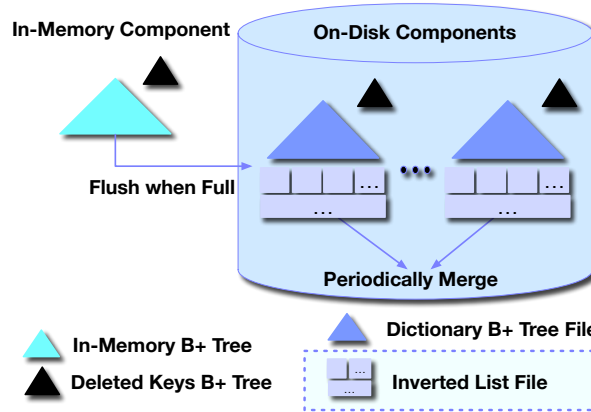 In-Memory Component
On-Disk Components
...
Flush when Full
...
...
...
...
Periodically Merge
In-Memory B+ Tree
Dictionary B+ Tree File
Deleted Keys B+ Tree
...
...
Inverted List File